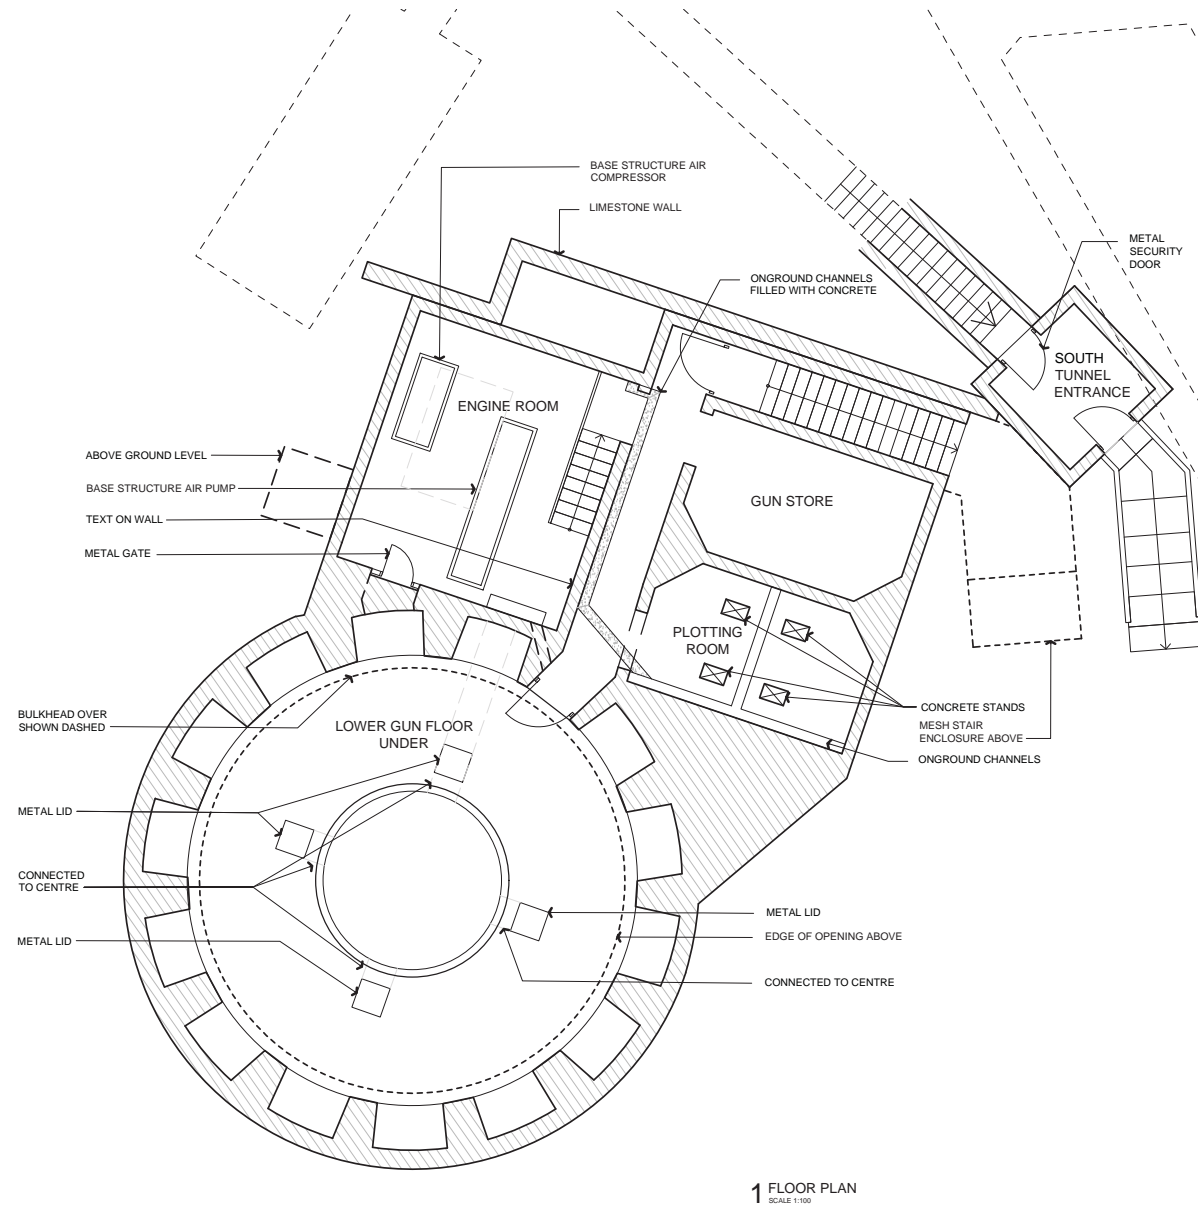 BASE STRUCTURE AIR
COMPRESSOR
LIMESTONE WALL
METAL
SECURITY
DOOR
ONGROUND CHANNELS
FILLED WITH CONCRETE
SOUTH
TUNNEL
ENTRANCE
ENGINE ROOM
ABOVE GROUND LEVEL
BASE STRUCTURE AIR PUMP
GUN STORE
TEXT ON WALL
METAL GATE
PLOTTING
ROOM
CONCRETE STANDS
BULKHEAD OVER
SHOWN DASHED
LOWER GUN FLOOR
UNDER
MESH STAIR
ENCLOSURE ABOVE
ONGROUND CHANNELS
METAL LID
CONNECTED
TO CENTRE
METAL LID
METAL LID
EDGE OF OPENING ABOVE
CONNECTED TO CENTRE
1 FLOOR PLAN
SCALE 1:100